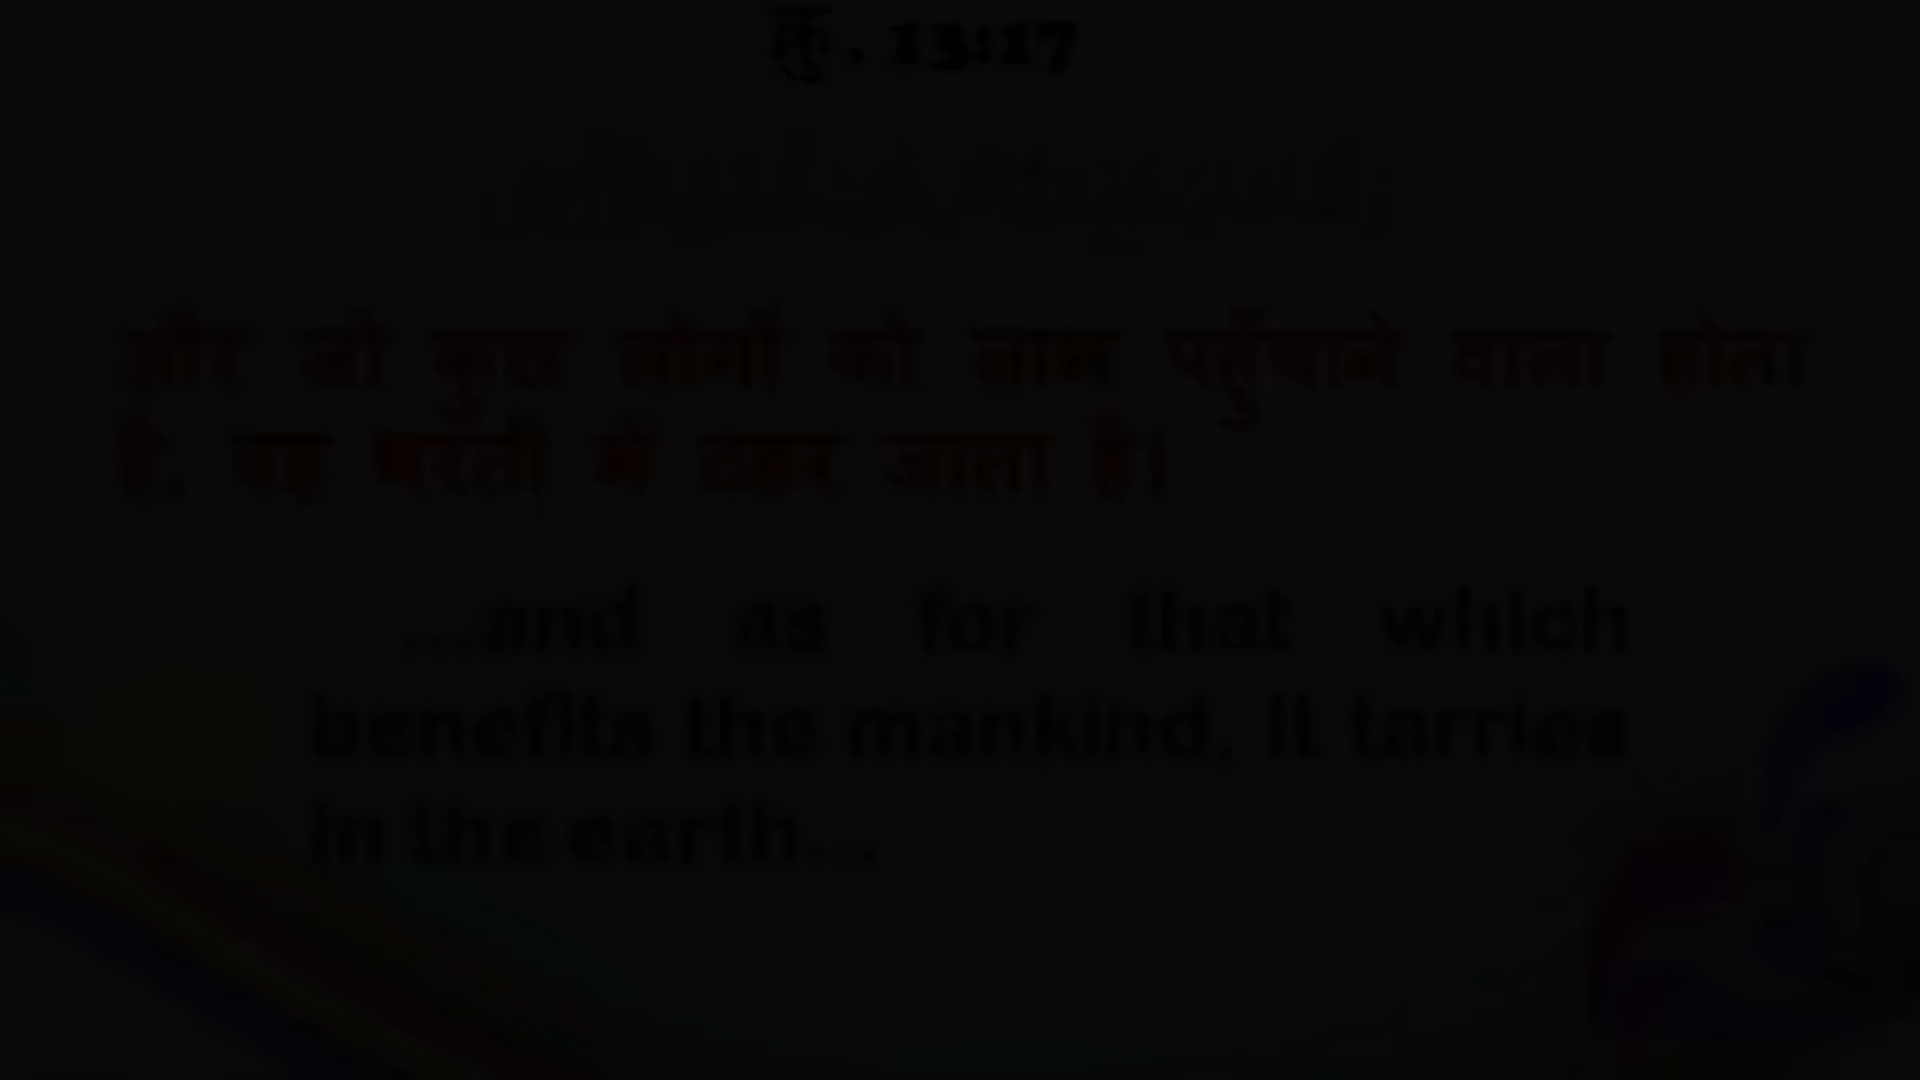 कु. 13:17
और जो कुछ लोगों को लाभ पहुँचाने वाला होता
है, वह धरती में ठहर जाता है।
...and as for that which
benefits the mankind, it tarries
in the earth...